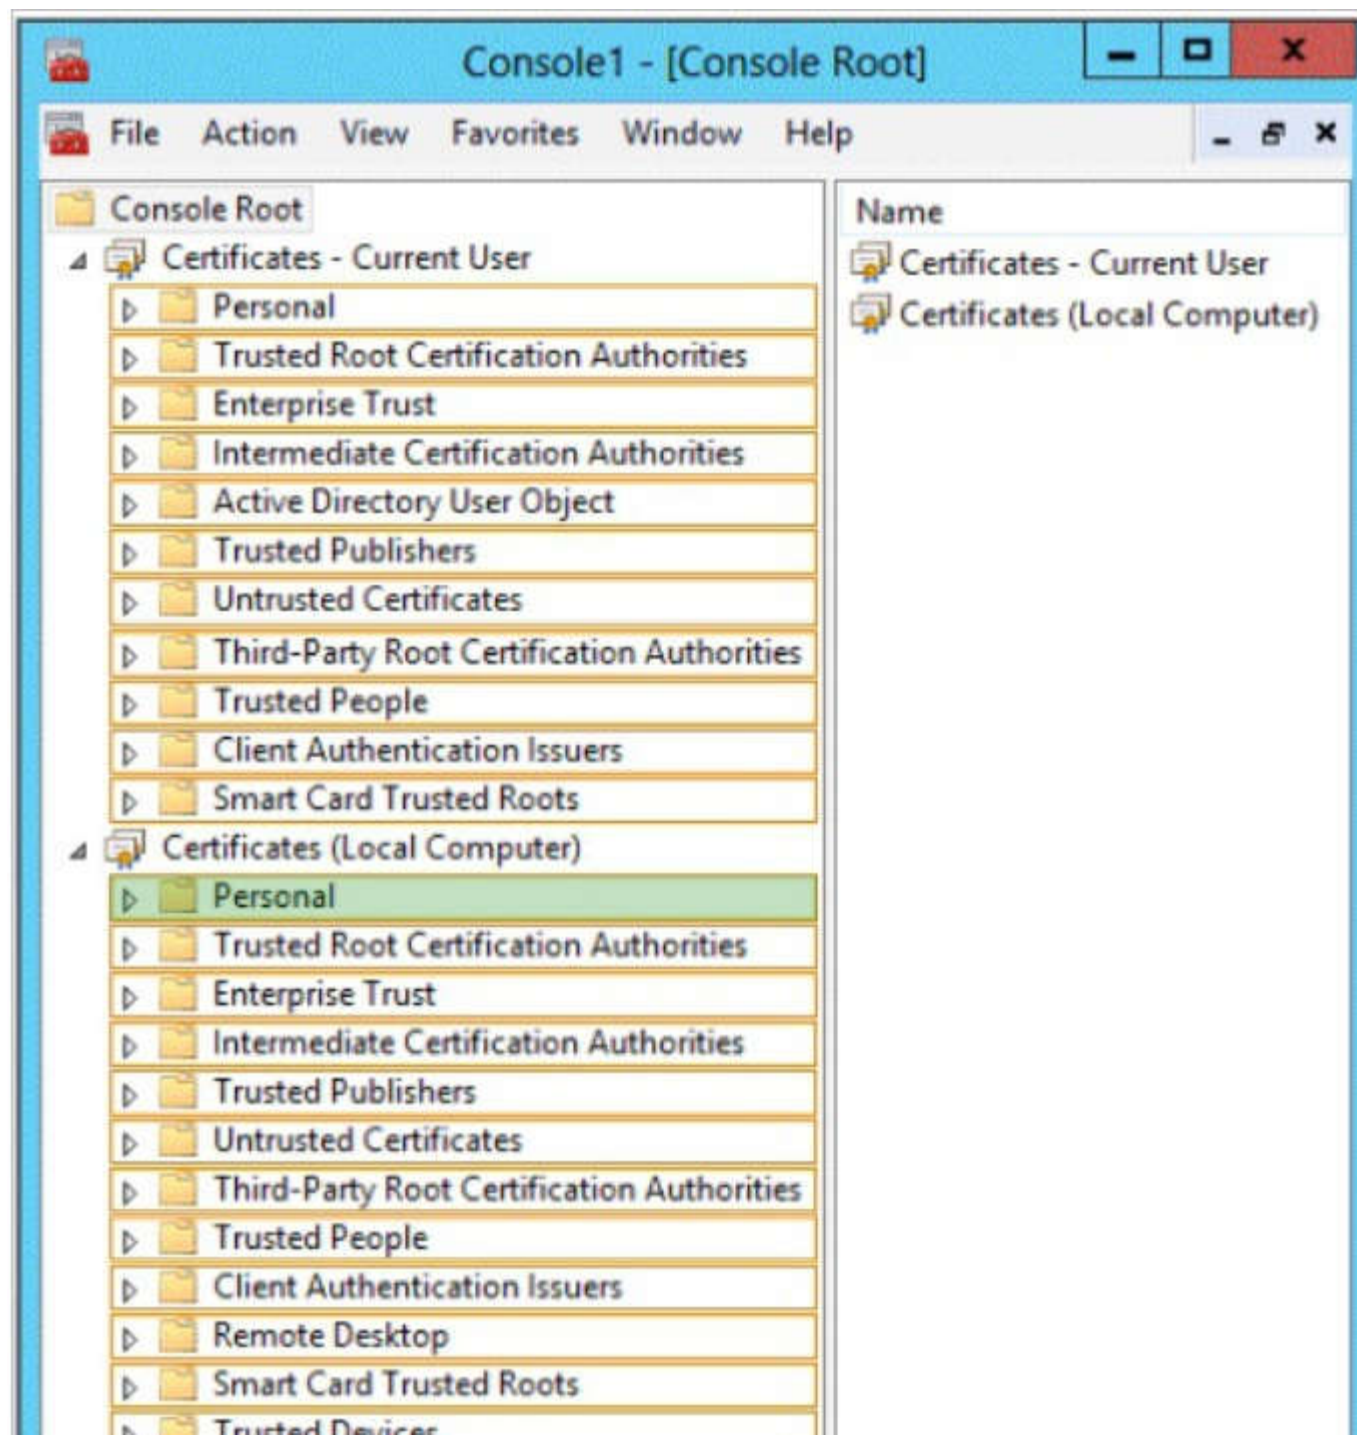 Console1 - [Console Root]
File Action View Favorites Window Help
Console Root
Certificates - Current User
Personal
Trusted Root Certification Authorities
Enterprise Trust
Intermediate Certification Authorities
Active Directory User Object
Trusted Publishers
Untrusted Certificates
Third-Party Root Certification Authorities
Trusted People
Client Authentication Issuers
Smart Card Trusted Roots
Certificates (Local Computer)
Personal
Trusted Root Certification Authorities
Enterprise Trust
Intermediate Certification Authorities
Trusted Publishers
Untrusted Certificates
Third-Party Root Certification Authorities
Trusted People
Client Authentication Issuers
Remote Desktop
Smart Card Trusted Roots
Trusted Devices
Name
Certificates - Current User
Certificates (Local Computer)